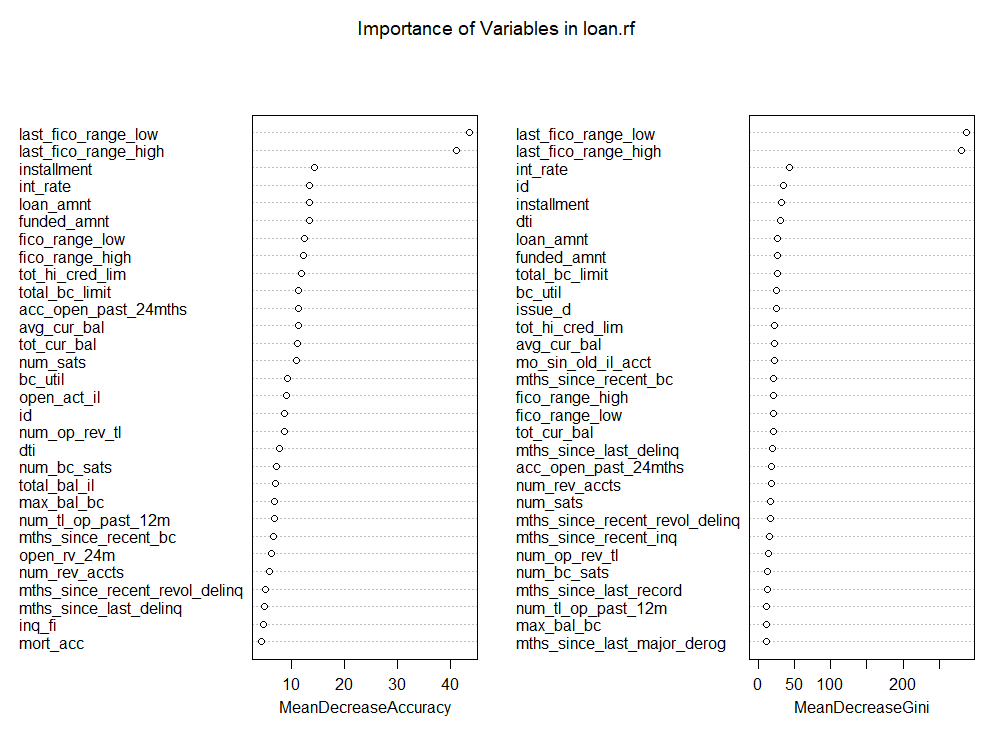 Importance of Variables in loan.rf
last_fico_range_low
last_fico_range_high
installment
int_rate
loan_amnt
funded_amnt
fico_range_low
fico_range_high
tot_hi_cred_lim
total_bc_limit
acc_open_past_24mths
avg_cur_bal
tot_cur_bal
num_sats
bc_util
open_act_il
id
num_op_rev_tl
dti
num_bc_sats
total_bal_il
max_bal_bc
num_tl_op_past_12m
mths_since_recent_bc
open_rv_24m
num_rev_accts
mths_since_recent_revol_delinq
mths_since_last_delinq
inq_fi
mort_acc
10 20 30 40
MeanDecreaseAccuracy
last_fico_range_low
last_fico_range_high
int_rate
id
installment
dti
loan_amnt
funded_amnt
total_bc_limit
bc_util
issue_d
tot_hi_cred_lim
avg_cur_bal
mo_sin_old_il_acct
mths_since_recent_bc
fico_range_high
fico_range_low
tot_cur_bal
mths_since_last_delinq
acc_open_past_24mths
num_rev_accts
num_sats
mths_since_recent_revol_delinq
mths_since_recent_inq
num_op_rev_tl
num_bc_sats
mths_since_last_record
num_tl_op_past_12m
max_bal_bc
mths_since_last_major_derog
0 50 100 200
MeanDecreaseGini